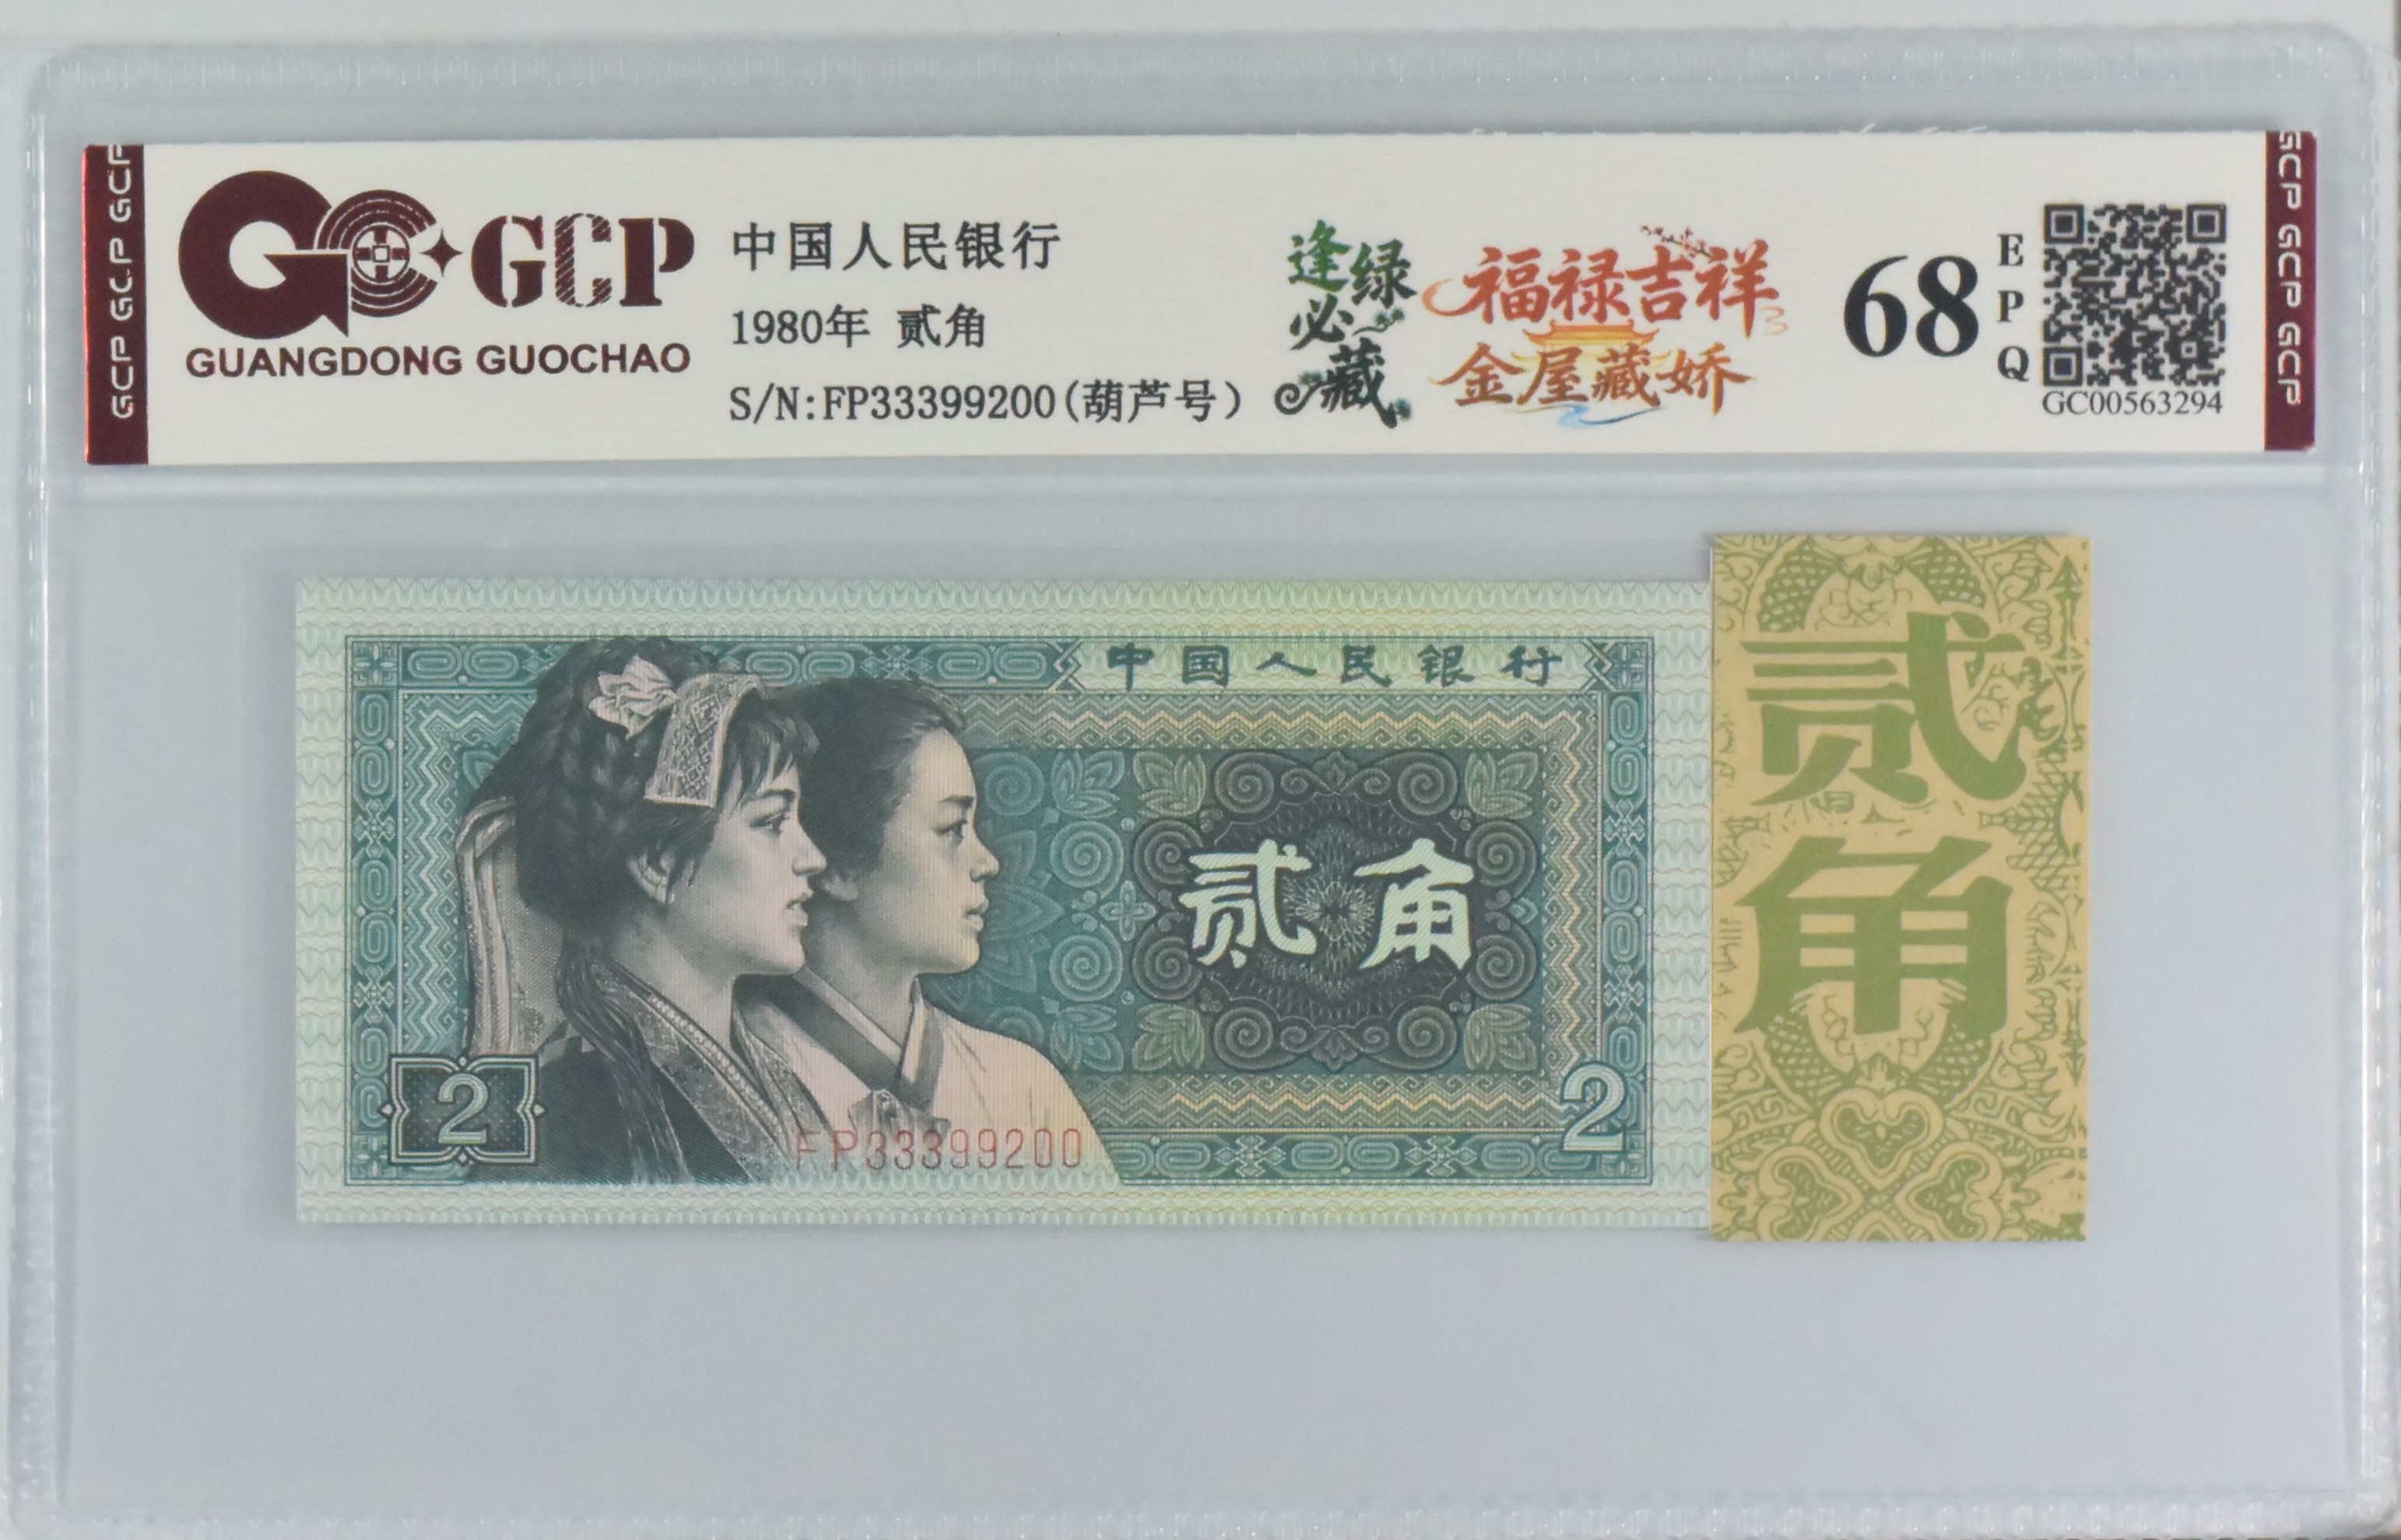 GCP GCP GCP
GCP
GUANGDONG GUOCHAO
中国人民银行
1980年 贰角
S/N:FP33399200(葫芦号)
逢绿
必藏
福禄吉祥
金屋藏娇
68
EPQ
GC00563294
GCP GCP GCP
中国人民银行
贰角
2
FP33399200
2
贰角